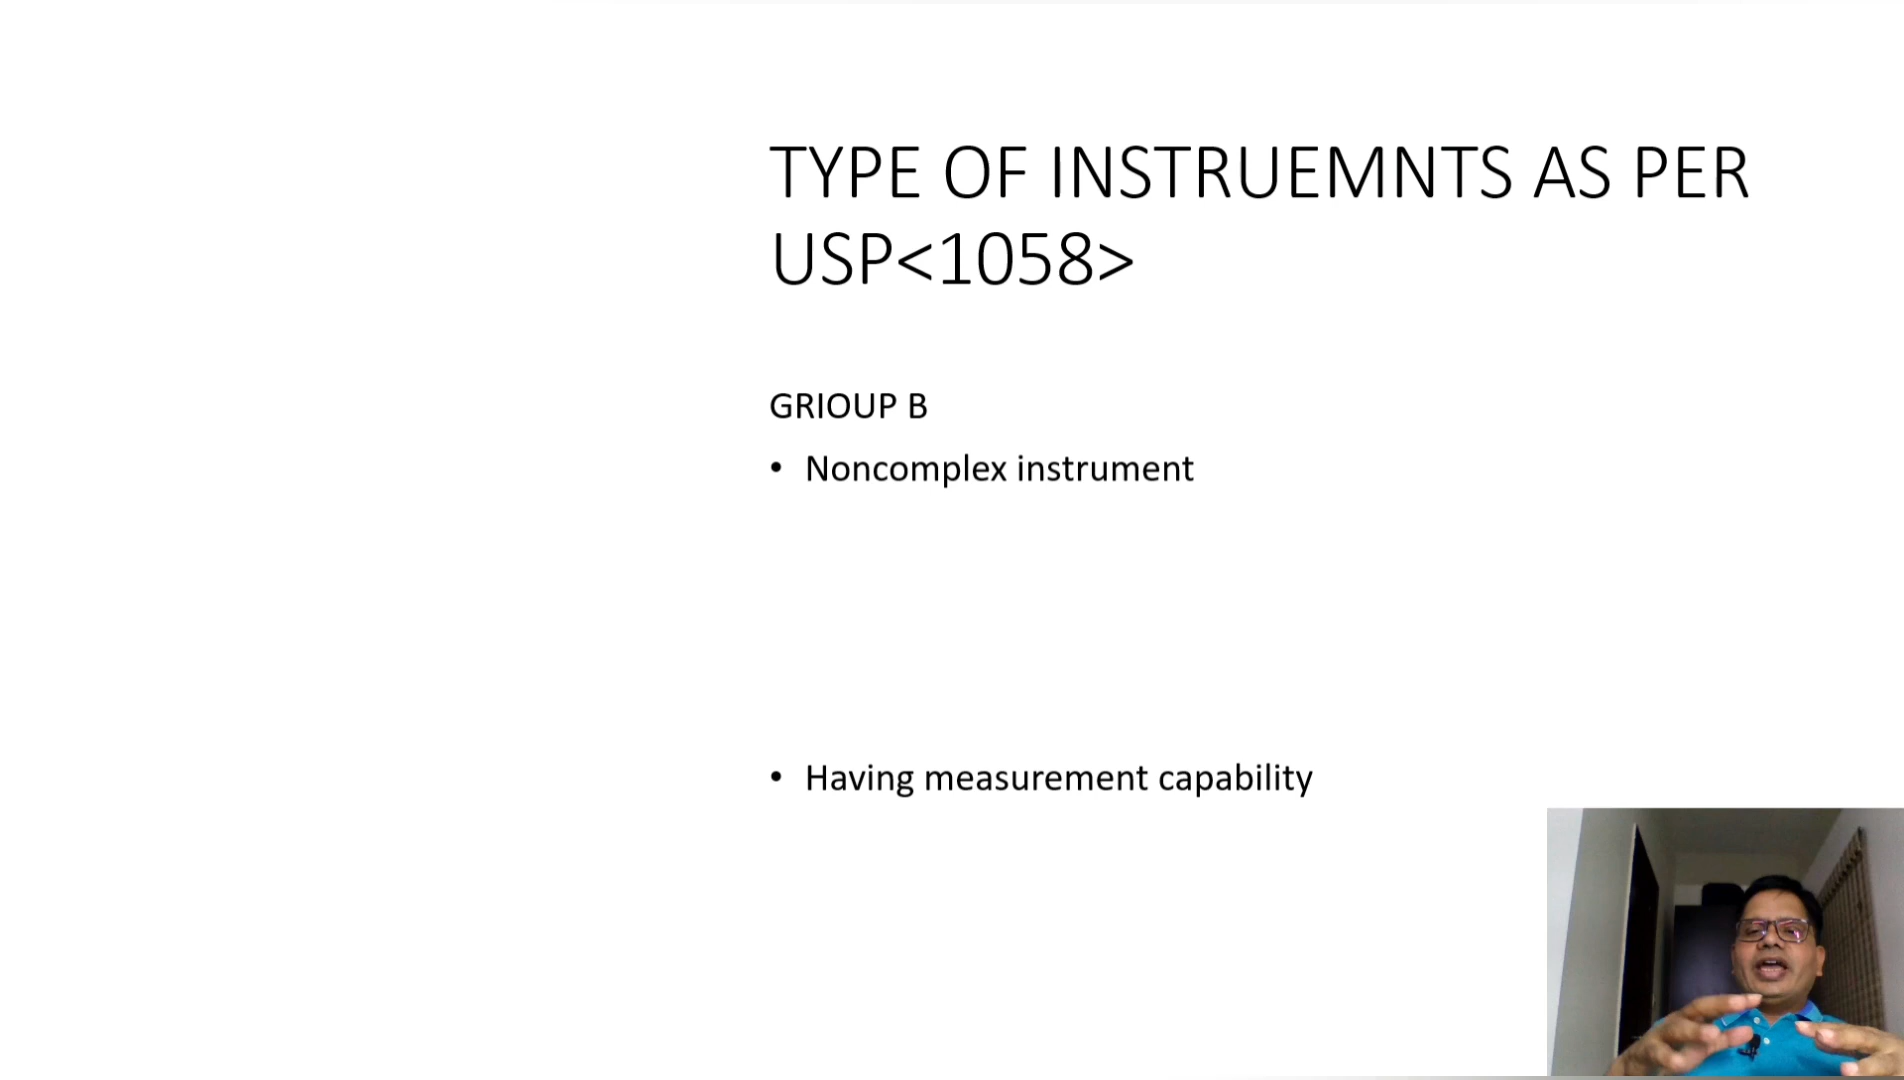 TYPE OF INSTRUEMNTS AS PER
USP<1058>
GRIOUP B
• Noncomplex instrument
• Having measurement capability